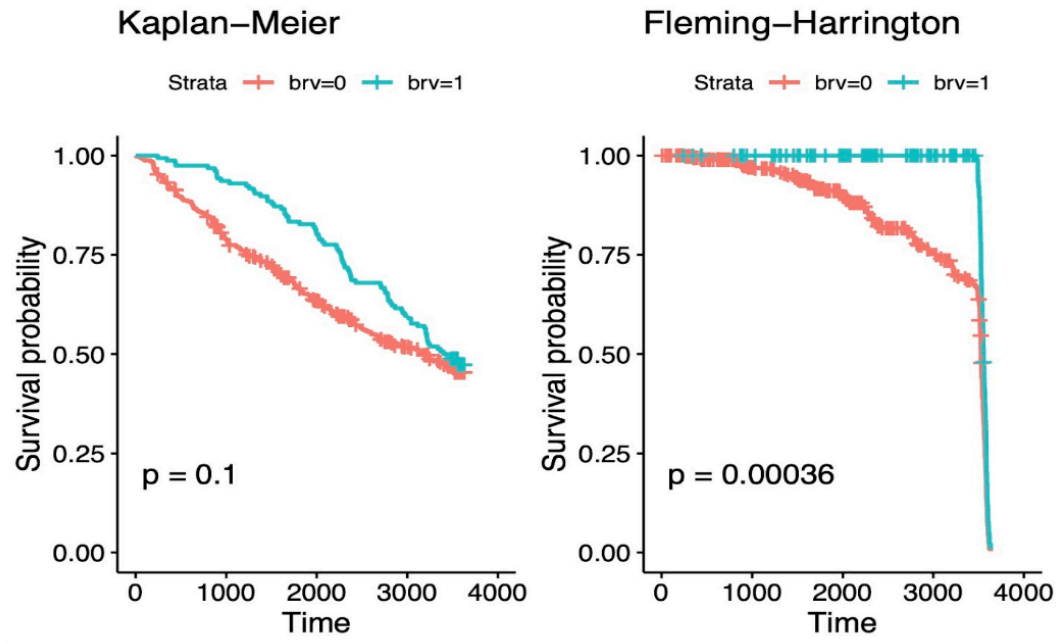 Kaplan−Meier
Strata brv=0 brv=1
Survival probability
1.00
0.75
0.50
0.25
0.00
p = 0.1
0 1000 2000 3000 4000
Time
Fleming−Harrington
Strata brv=0 brv=1
Survival probability
1.00
0.75
0.50
0.25
0.00
p = 0.00036
0 1000 2000 3000 4000
Time